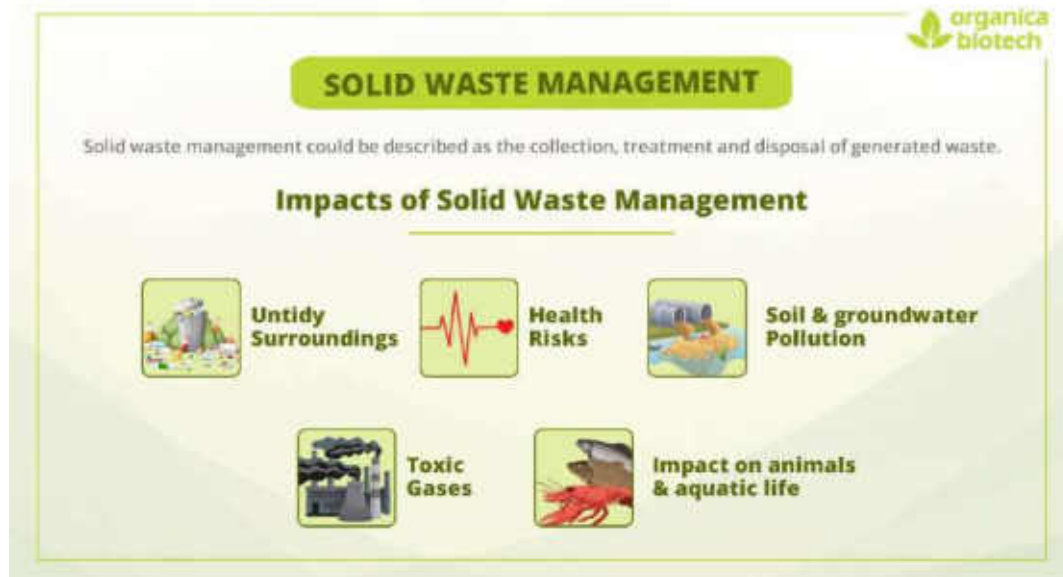 organica
biotech
SOLID WASTE MANAGEMENT
Solid waste management could be described as the collection, treatment and disposal of generated waste.
Impacts of Solid Waste Management
Untidy
Surroundings
Health
Risks
Soil & groundwater
Pollution
Toxic
Gases
Impact on animals
& aquatic life